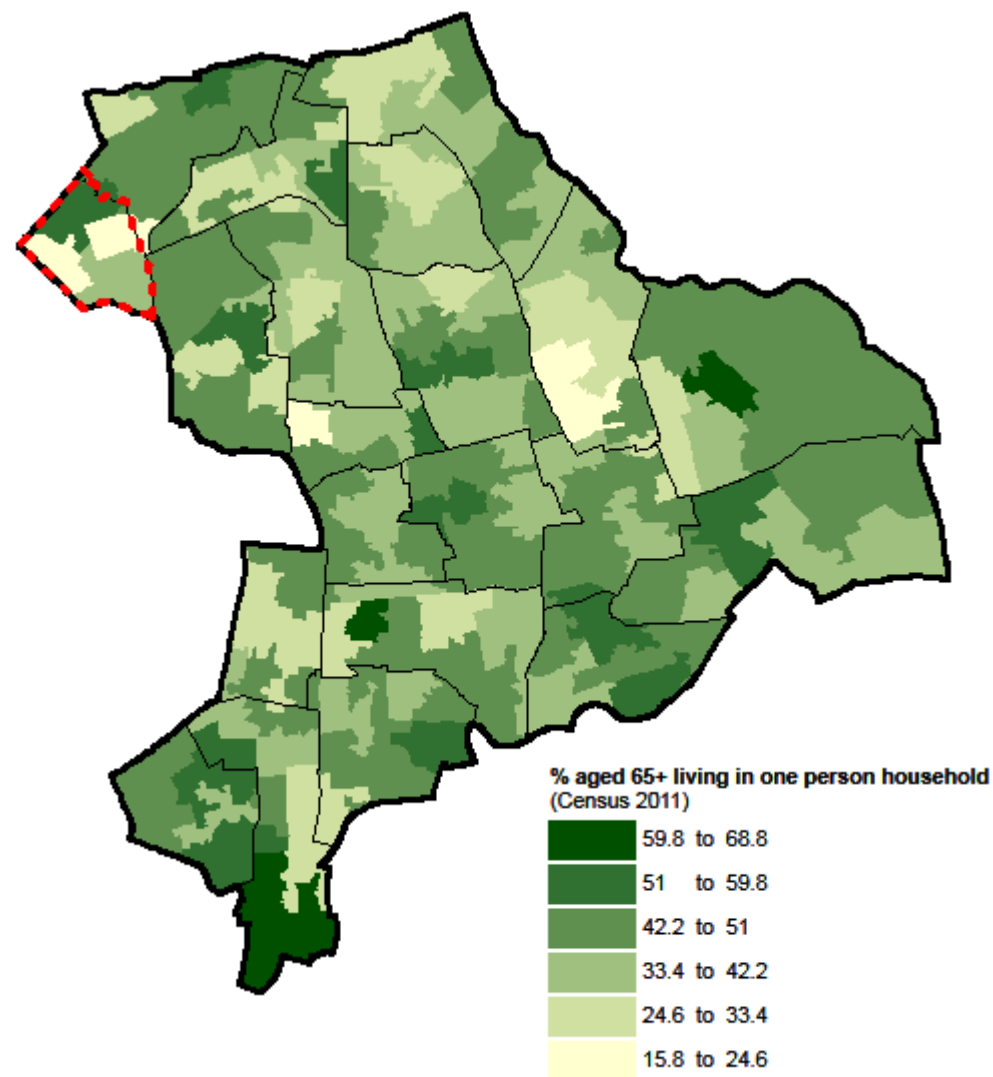 % aged 65+ living in one person household
(Census 2011)
59.8 to 68.8
51 to 59.8
42.2 to 51
33.4 to 42.2
24.6 to 33.4
15.8 to 24.6